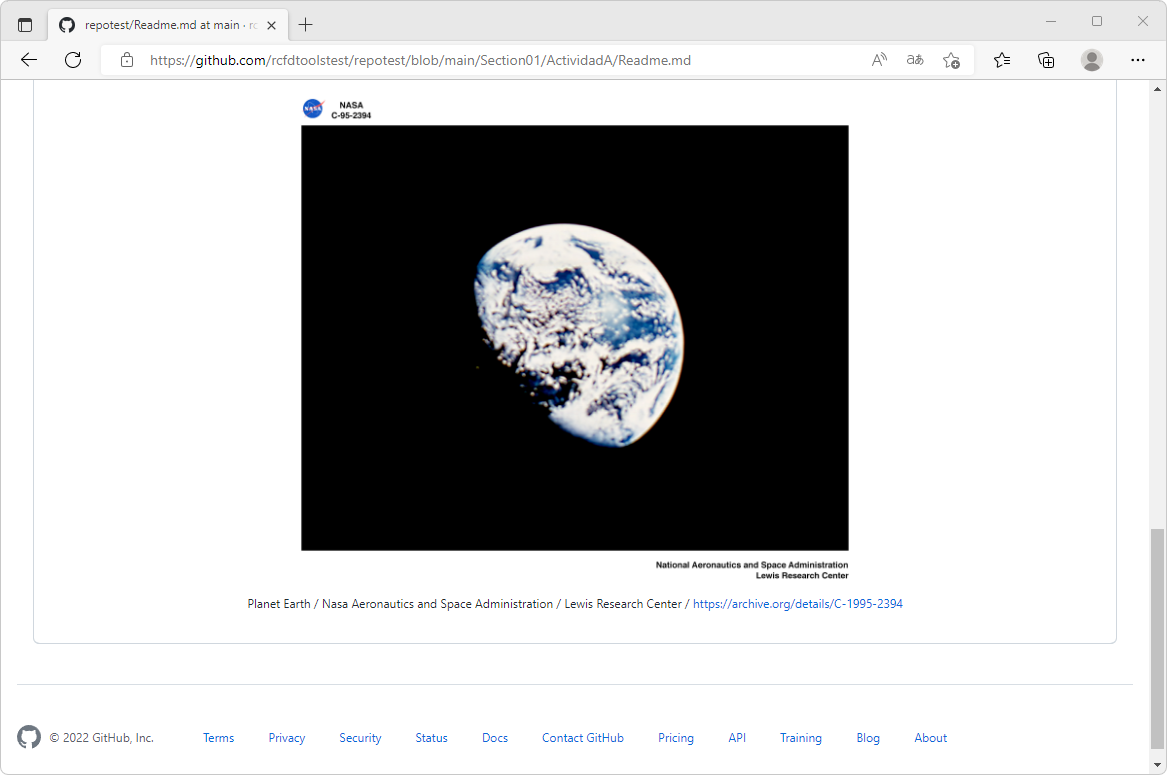 repotest/Readme.md at main · rc
https://github.com/rcfdtoolstest/repotest/blob/main/Section01/ActividadA/Readme.md
NASA
NASA
C-95-2394
National Aeronautics and Space Administration
Lewis Research Center
Planet Earth / Nasa Aeronautics and Space Administration / Lewis Research Center / https://archive.org/details/C-1995-2394
© 2022 GitHub, Inc. Terms Privacy Security Status Docs Contact GitHub Pricing API Training Blog About